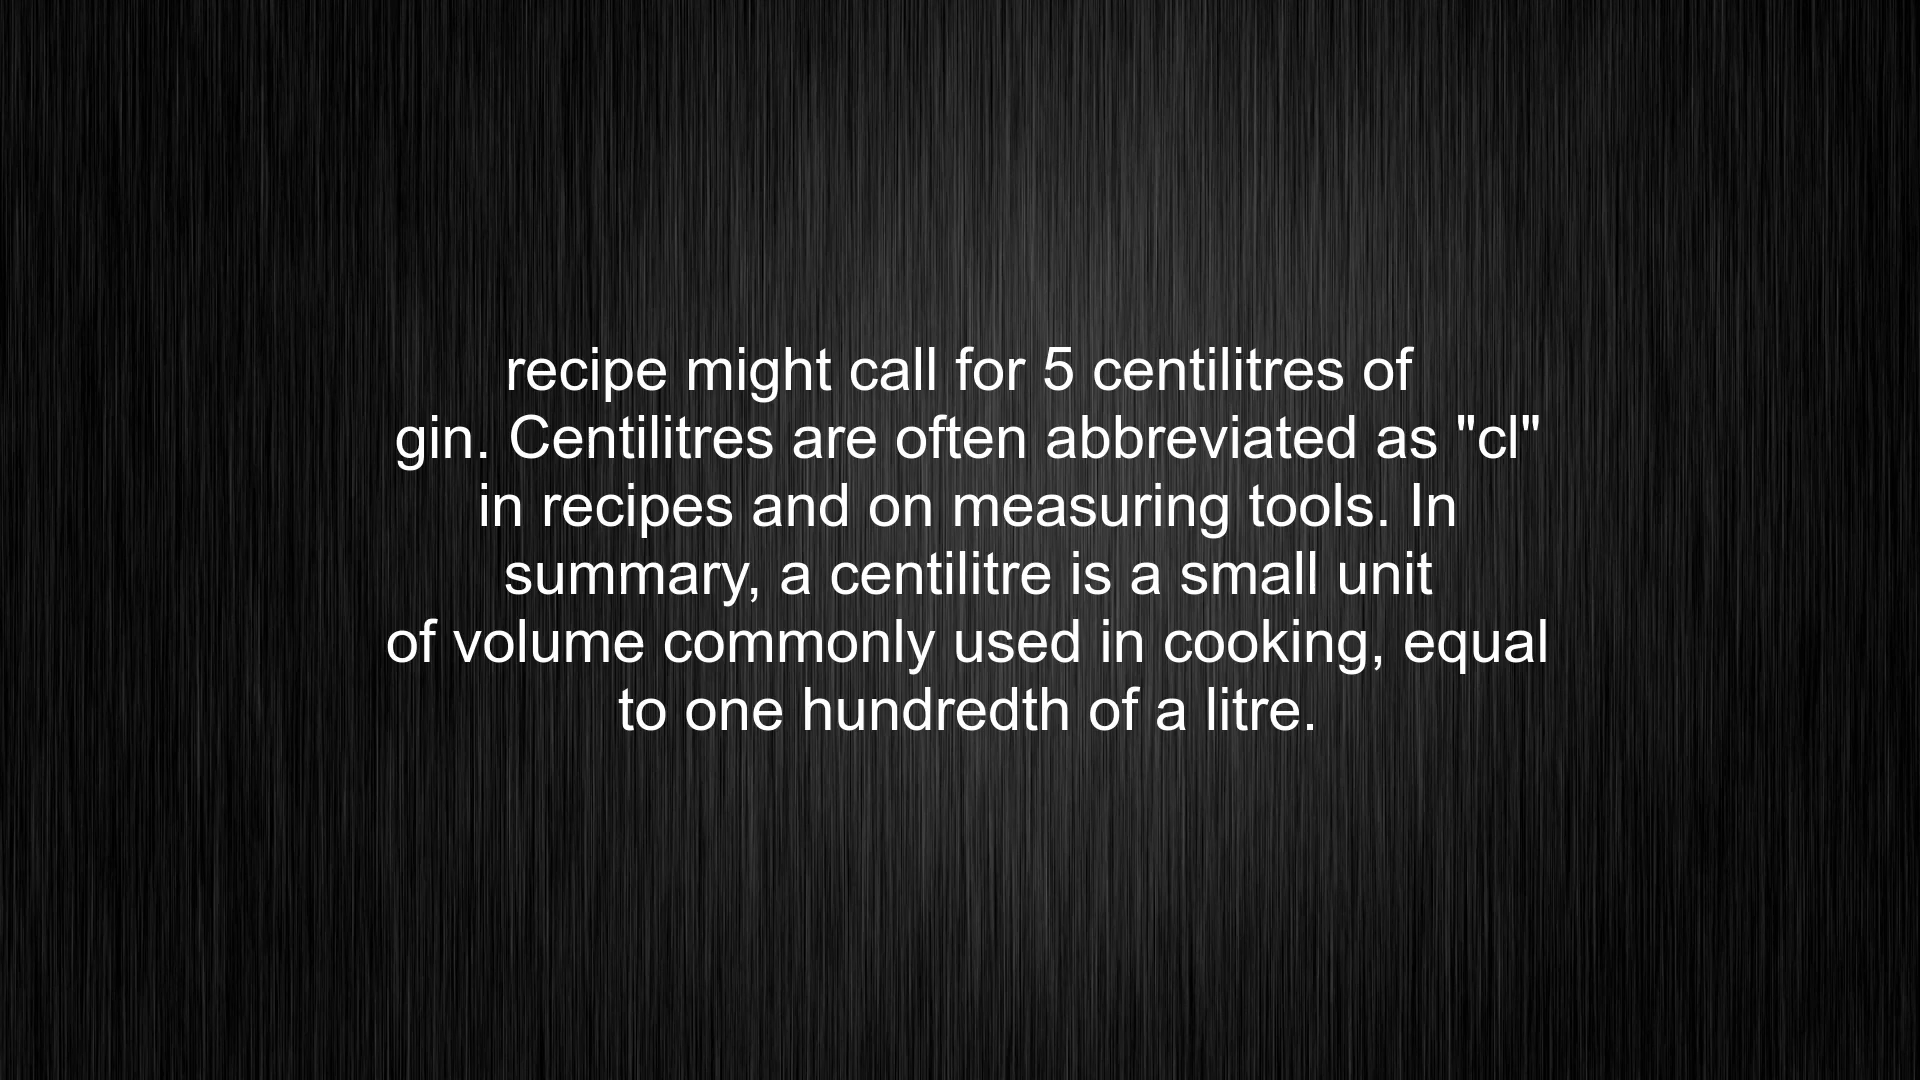 recipe might call for 5 centilitres of
gin. Centilitres are often abbreviated as "cl"
in recipes and on measuring tools. In
summary, a centilitre is a small unit
of volume commonly used in cooking, equal
to one hundredth of a litre.